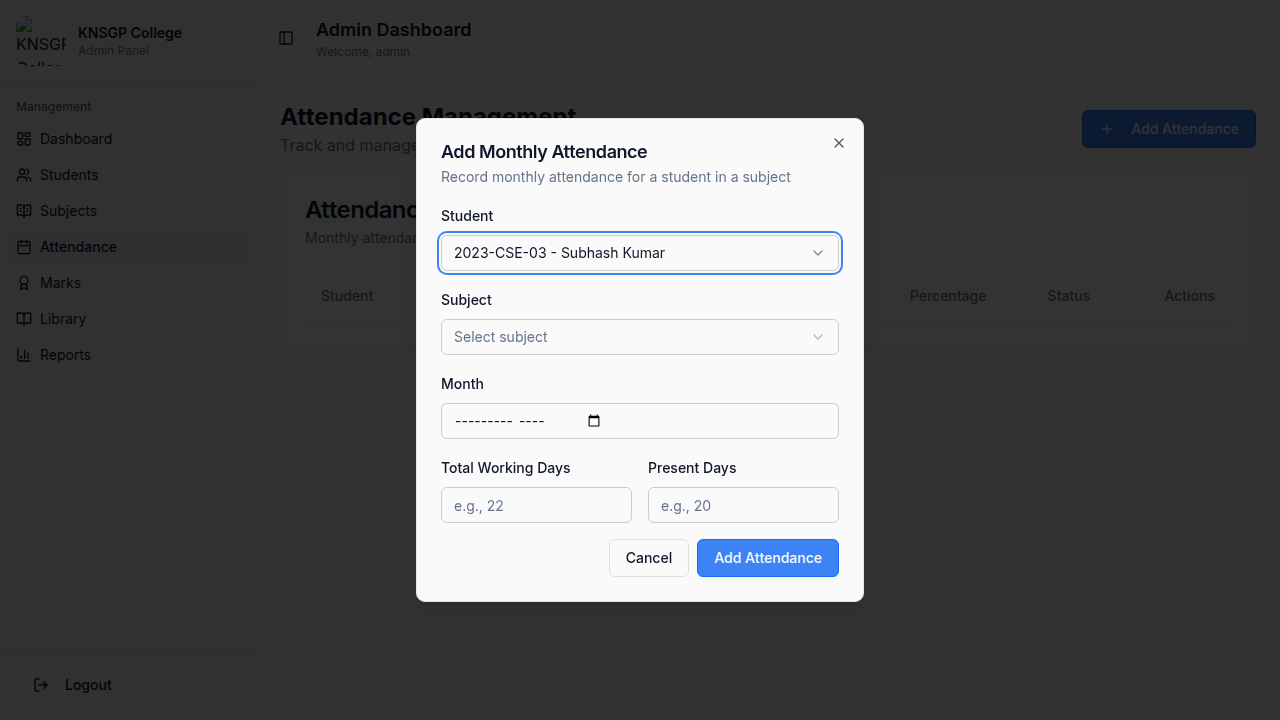 KNSGP
College
KNSGP College
Admin Panel
Admin Dashboard
Welcome, admin
Management
Dashboard
Students
Subjects
Attendance
Marks
Library
Reports
Logout
Attendance Management
Track and manage
Add Attendance
Monthly
Student
Percentage
Status
Actions
Add Monthly Attendance
Record monthly attendance for a student in a subject
Student
2023-CSE-03 - Subhash Kumar
Subject
Select subject
Month
--------- ----
Total Working Days
Present Days
e.g., 22
e.g., 20
Cancel
Add Attendance